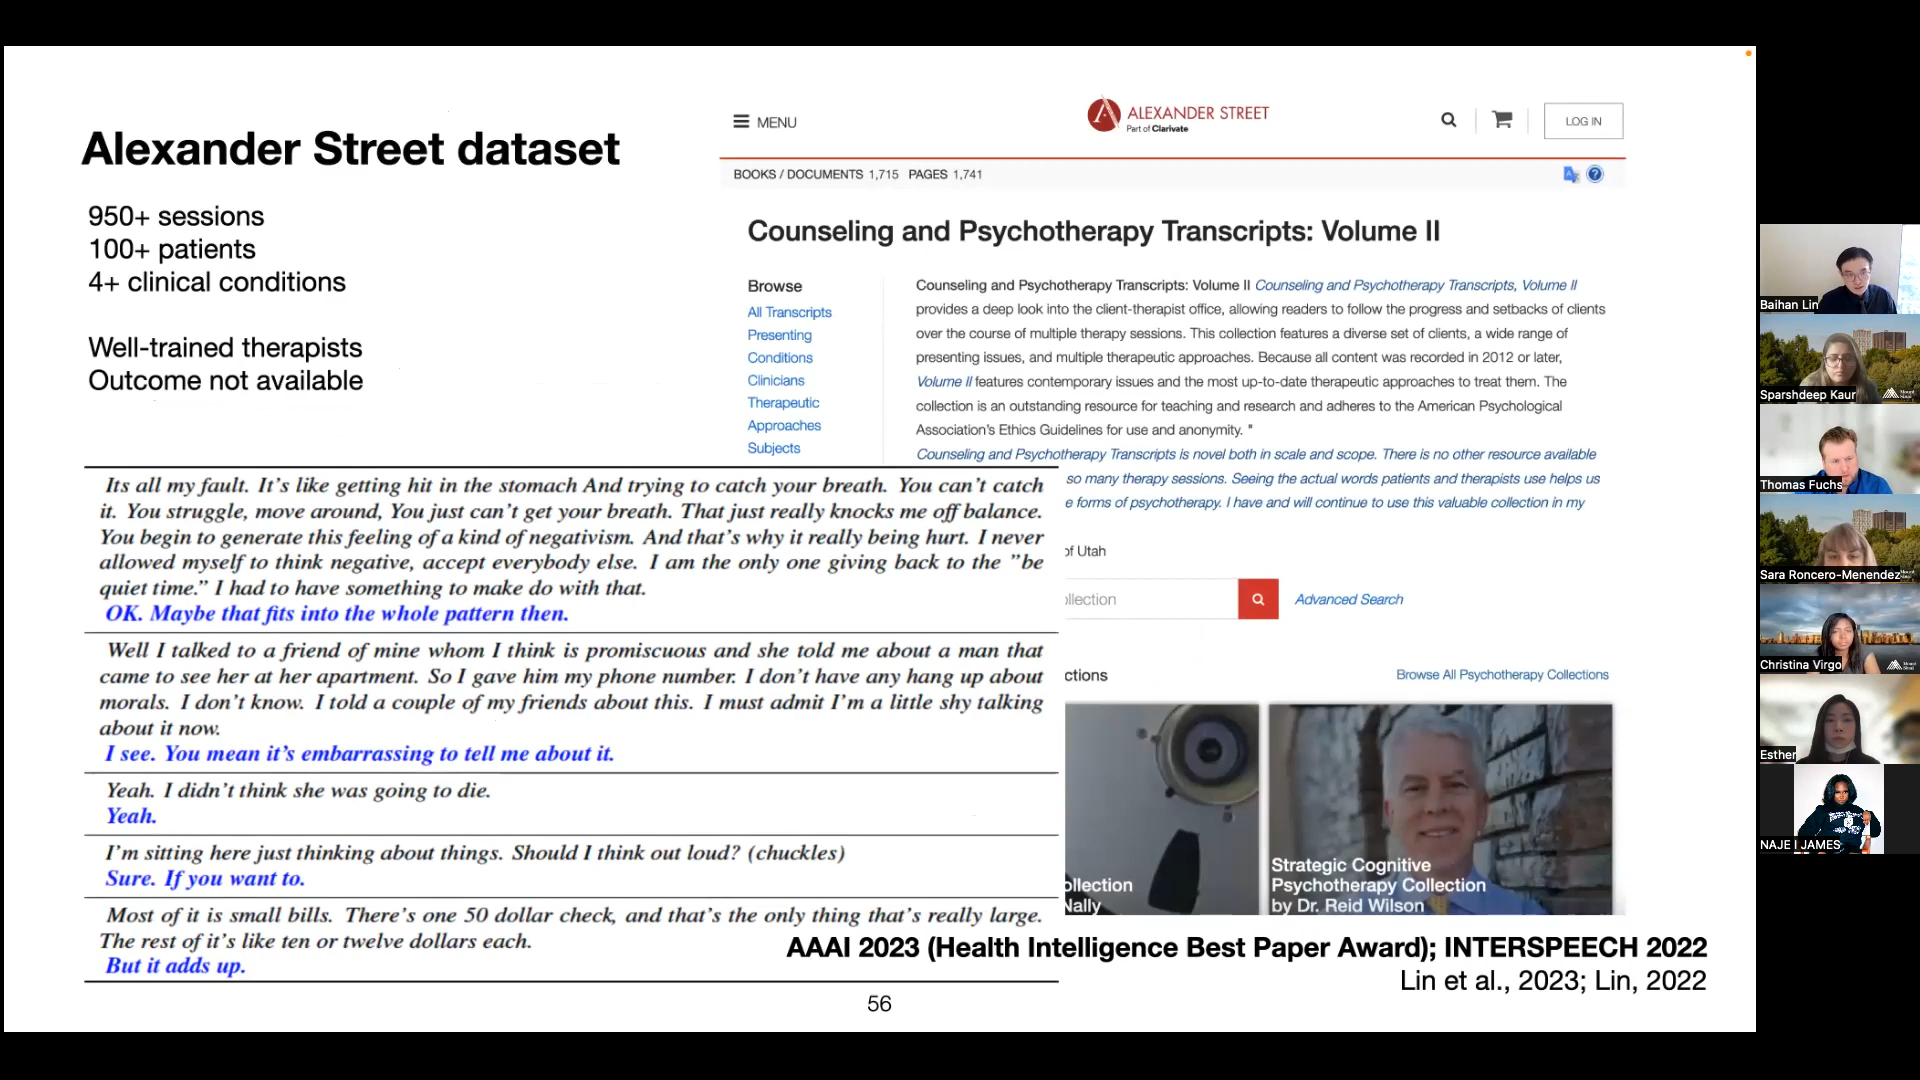 Alexander Street dataset
950+ sessions
100+ patients
4+ clinical conditions
Well-trained therapists
Outcome not available
MENU
ALEXANDER STREET
Part of Clarivate
LOG IN
BOOKS / DOCUMENTS 1,715 PAGES 1,741
Counseling and Psychotherapy Transcripts: Volume II
Browse
All Transcripts
Presenting
Conditions
Clinicians
Therapeutic
Approaches
Subjects
Counseling and Psychotherapy Transcripts: Volume II Counseling and Psychotherapy Transcripts, Volume II
provides a deep look into the client-therapist office, allowing readers to follow the progress and setbacks of clients
over the course of multiple therapy sessions. This collection features a diverse set of clients, a wide range of
presenting issues, and multiple therapeutic approaches. Because all content was recorded in 2012 or later,
Volume II features contemporary issues and the most up-to-date therapeutic approaches to treat them. The
collection is an outstanding resource for teaching and research and adheres to the American Psychological
Association's Ethics Guidelines for use and anonymity. "
Counseling and Psychotherapy Transcripts is novel both in scale and scope. There is no other resource available
so many therapy sessions. Seeing the actual words patients and therapists use helps us
e forms of psychotherapy. I have and will continue to use this valuable collection in my
of Utah
ollection
Advanced Search
ctions
Browse All Psychotherapy Collections
ollection
Nally
Strategic Cognitive
Psychotherapy Collection
by Dr. Reid Wilson
Its all my fault. It's like getting hit in the stomach And trying to catch your breath. You can't catch
it. You struggle, move around, You just can't get your breath. That just really knocks me off balance.
You begin to generate this feeling of a kind of negativism. And that's why it really being hurt. I never
allowed myself to think negative, accept everybody else. I am the only one giving back to the "be
quiet time." I had to have something to make do with that.
OK. Maybe that fits into the whole pattern then.
Well I talked to a friend of mine whom I think is promiscuous and she told me about a man that
came to see her at her apartment. So I gave him my phone number. I don't have any hang up about
morals. I don't know. I told a couple of my friends about this. I must admit I'm a little shy talking
about it now.
I see. You mean it's embarrassing to tell me about it.
Yeah. I didn't think she was going to die.
Yeah.
I'm sitting here just thinking about things. Should I think out loud? (chuckles)
Sure. If you want to.
Most of it is small bills. There's one 50 dollar check, and that's the only thing that's really large.
The rest of it's like ten or twelve dollars each.
But it adds up.
AAAI 2023 (Health Intelligence Best Paper Award); INTERSPEECH 2022
Lin et al., 2023; Lin, 2022
56
Baihan Lin
Sparshdeep Kaur
Thomas Fuchs
Sara Roncero-Menendez
Christina Virgo
Esther
NAJE I JAMES